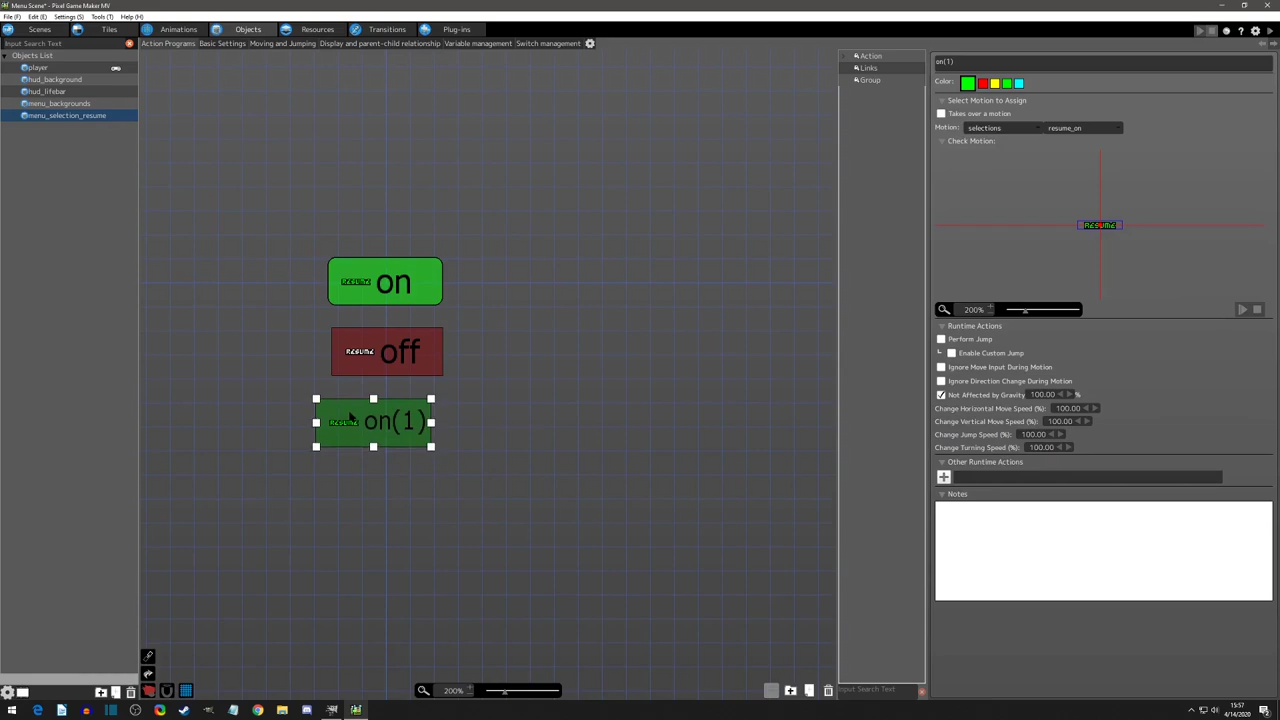 Menu Scene* - Pixel Game Maker MV
File (F) Edit (E) Settings (S) Tools (T) Help (H)
Scenes Tiles Animations Objects Resources Transitions Plug-ins
Input Search Text
Action Programs Basic Settings Moving and Jumping Display and parent-child relationship Variable management Switch management
Objects List
player
hud_background
hud_lifebar
menu_backgrounds
menu_selection_resume
RESUME on
RESUME off
RESUME on(1)
200%
Action
Links
Group
Input Search Text
on(1)
Color:
Select Motion to Assign
Takes over a motion
Motion: selections resume_on
Check Motion:
RESUME
200%
Runtime Actions
Perform Jump
Enable Custom Jump
Ignore Move Input During Motion
Ignore Direction Change During Motion
Not Affected by Gravity 100.00 %
Change Horizontal Move Speed (%) 100.00
Change Vertical Move Speed (%) 100.00
Change Jump Speed (%) 100.00
Change Turning Speed (%) 100.00
Other Runtime Actions
Notes
15:57
4/14/2020